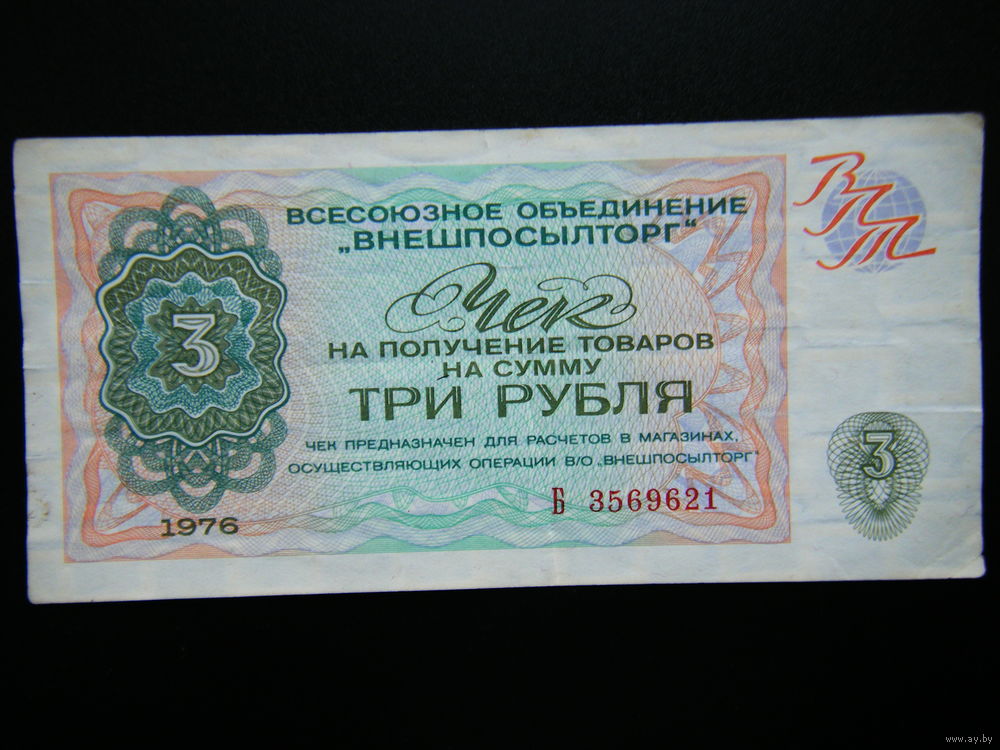 ВСЕСОЮЗНОЕ ОБЪЕДИНЕНИЕ
„ВНЕШПОСЫЛТОРГ“
ВПТ
Чек
НА ПОЛУЧЕНИЕ ТОВАРОВ
НА СУММУ
ТРИ РУБЛЯ
3
ЧЕК ПРЕДНАЗНАЧЕН ДЛЯ РАСЧЕТОВ В МАГАЗИНАХ,
ОСУЩЕСТВЛЯЮЩИХ ОПЕРАЦИИ В/О „ВНЕШПОСЫЛТОРГ“
3
Б 3569621
1976
www.ay.by